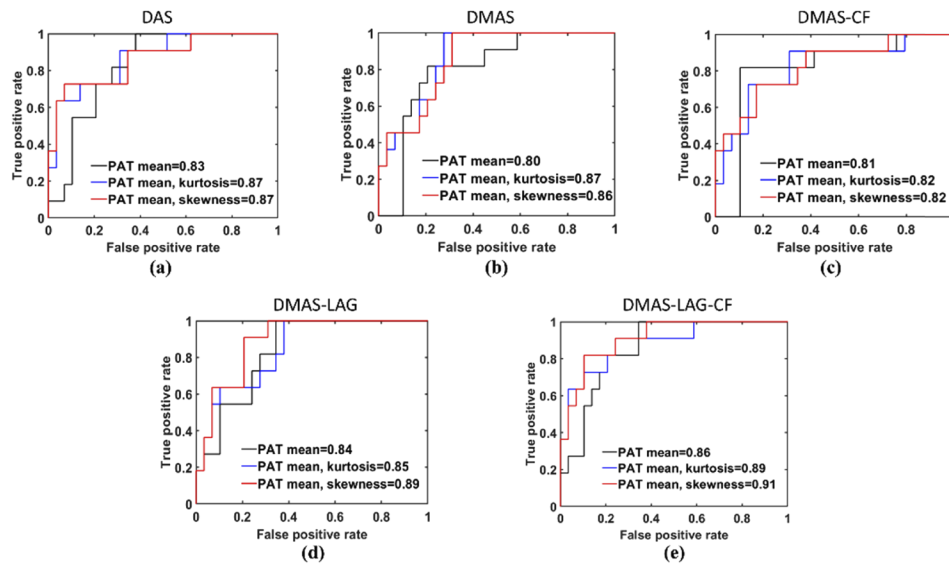 DAS
True positive rate
1
0.8
0.6
0.4
0.2
0
PAT mean=0.83
PAT mean, kurtosis=0.87
PAT mean, skewness=0.87
0 0.2 0.4 0.6 0.8 1
False positive rate
(a)
DMAS
True positive rate
1
0.8
0.6
0.4
0.2
0
PAT mean=0.80
PAT mean, kurtosis=0.87
PAT mean, skewness=0.86
0 0.2 0.4 0.6 0.8 1
False positive rate
(b)
DMAS-CF
True positive rate
1
0.8
0.6
0.4
0.2
0
PAT mean=0.81
PAT mean, kurtosis=0.82
PAT mean, skewness=0.82
0 0.2 0.4 0.6 0.8
False positive rate
(c)
DMAS-LAG
True positive rate
1
0.8
0.6
0.4
0.2
0
PAT mean=0.84
PAT mean, kurtosis=0.85
PAT mean, skewness=0.89
0 0.2 0.4 0.6 0.8 1
False positive rate
(d)
DMAS-LAG-CF
True positive rate
1
0.8
0.6
0.4
0.2
0
PAT mean=0.86
PAT mean, kurtosis=0.89
PAT mean, skewness=0.91
0 0.2 0.4 0.6 0.8 1
False positive rate
(e)